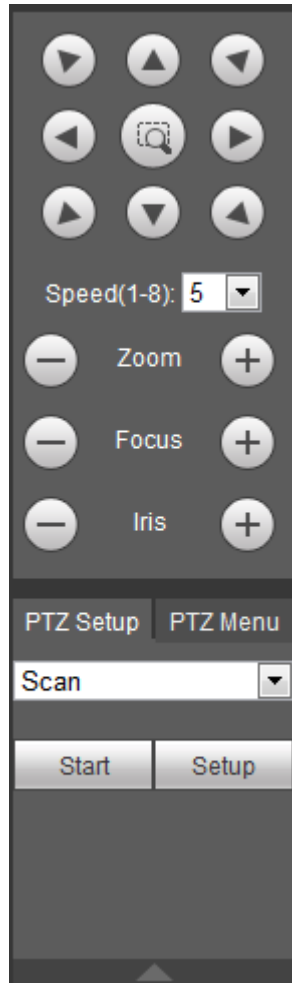 Speed(1-8): 5
Zoom
Focus
Iris
PTZ Setup PTZ Menu
Scan
Start Setup